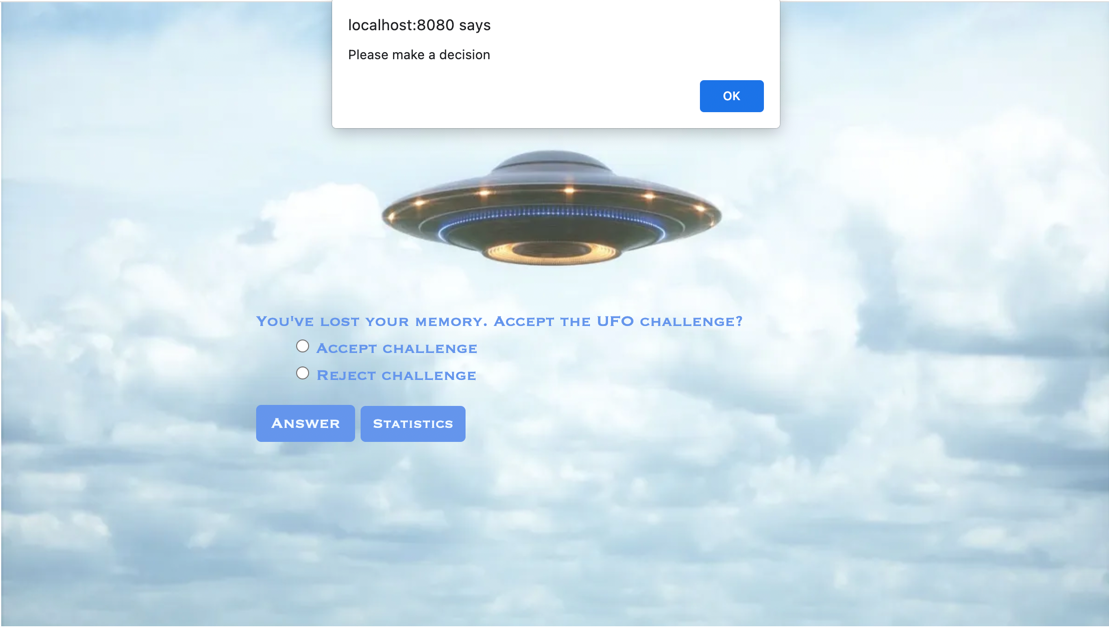 localhost:8080 says
Please make a decision
OK
You've lost your memory. Accept the UFO challenge?
Accept challenge
Reject challenge
Answer Statistics